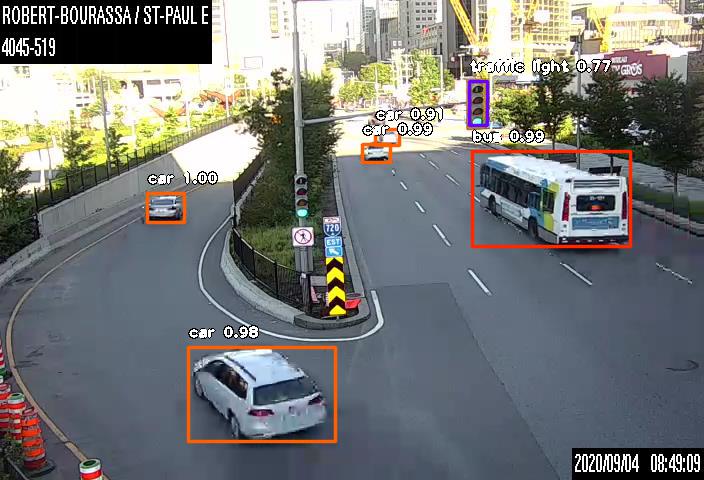 ROBERT-BOURASSA / ST-PAUL E
4045-519
traffic light 0.77
GROS
car 0.91
car 0.99
bus 0.99
car 1.00
720
EST
car 0.98
2020/09/04 08:49:09